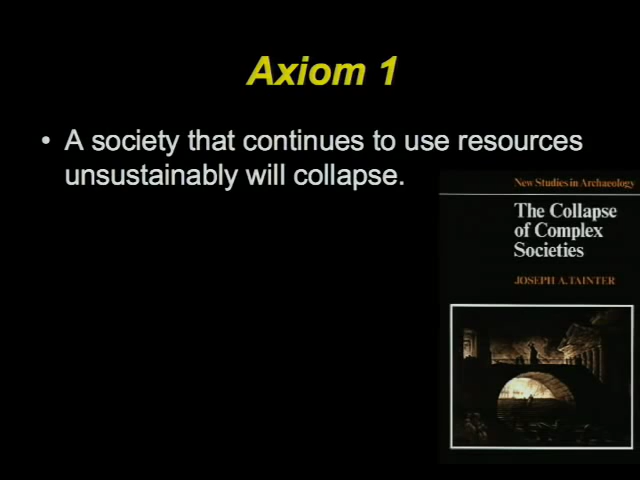 Axiom 1
• A society that continues to use resources
unsustainably will collapse.
New Studies in Archaeology
The Collapse
of Complex
Societies
JOSEPH A. TAINTER